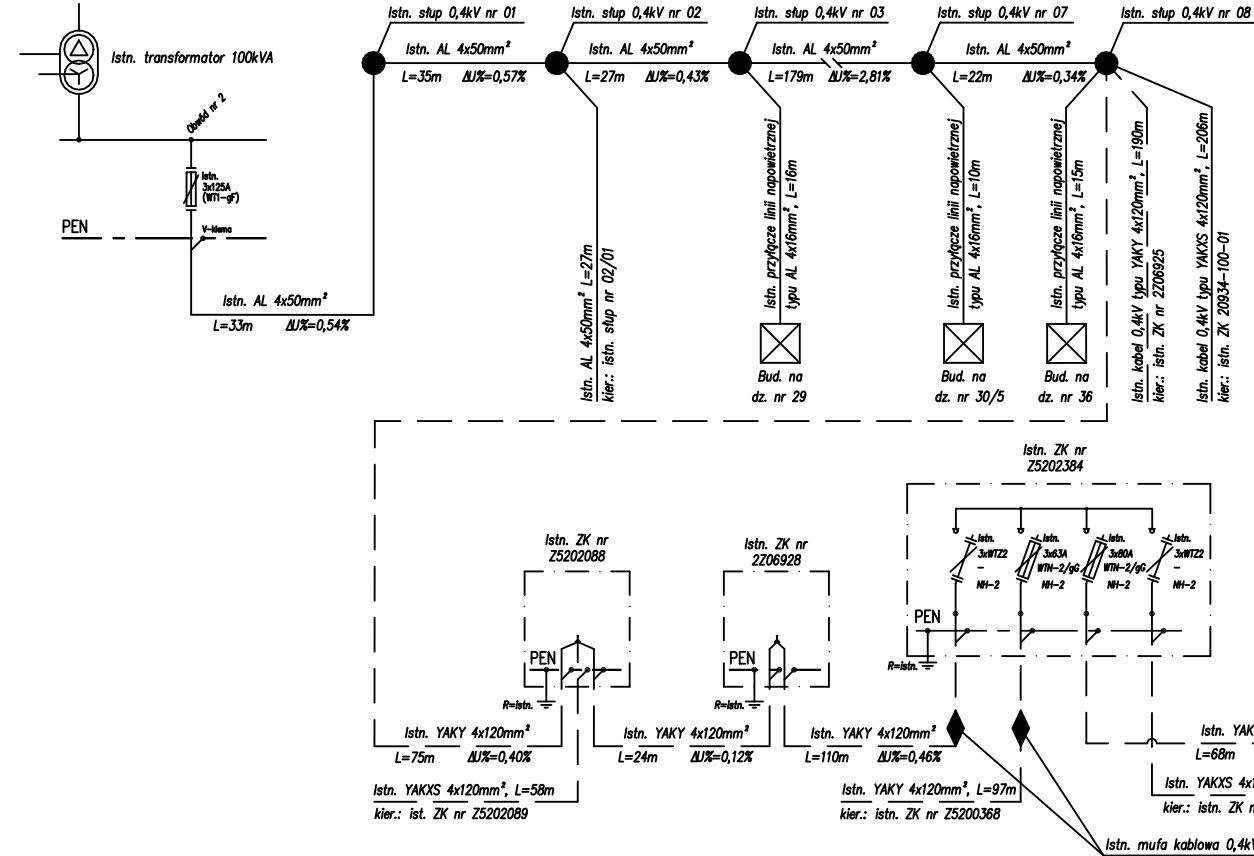 Istn. słup 0,4kV nr 01
Istn. słup 0,4kV nr 02
Istn. słup 0,4kV nr 03
Istn. słup 0,4kV nr 07
Istn. słup 0,4kV nr 08
Istn. transformator 100kVA
Istn. AL 4x50mm²
L=35m ΔU%=0,57%
Istn. AL 4x50mm²
L=27m ΔU%=0,43%
Istn. AL 4x50mm²
L=179m ΔU%=2,81%
Istn. AL 4x50mm²
L=22m ΔU%=0,34%
Obwód nr 2
Istn.
3x125A
(WT1-gF)
PEN
V-klema
Istn. AL 4x50mm²
L=33m ΔU%=0,54%
Istn. AL 4x50mm² L=27m
kier.: istn. słup nr 02/01
Istn. przyłącze linii napowietrznej
typu AL 4x16mm², L=16m
Bud. na
dz. nr 29
Istn. przyłącze linii napowietrznej
typu AL 4x16mm², L=10m
Bud. na
dz. nr 30/5
Istn. przyłącze linii napowietrznej
typu AL 4x16mm², L=15m
Bud. na
dz. nr 36
Istn. kabel 0,4kV typu YAKY 4x120mm², L=190m
kier.: istn. ZK nr 2Z06925
Istn. kabel 0,4kV typu YAKXS 4x120mm², L=206m
kier.: istn. ZK 20934-100-01
Istn. ZK nr
Z5202384
Istn.
3xWTZ2
-
NH-2
Istn.
3x63A
WTN-2/gG
NH-2
Istn.
3x80A
WTN-2/gG
NH-2
Istn.
3xWTZ2
-
NH-2
PEN
R=istn.
Istn. ZK nr
Z5202088
PEN
R=istn.
Istn. ZK nr
2Z06928
PEN
R=istn.
Istn. YAKY 4x120mm²
L=75m ΔU%=0,40%
Istn. YAKY 4x120mm²
L=24m ΔU%=0,12%
Istn. YAKY 4x120mm²
L=110m ΔU%=0,46%
Istn. YAK
L=68m
Istn. YAKXS 4x120mm², L=58m
kier.: ist. ZK nr Z5202089
Istn. YAKY 4x120mm², L=97m
kier.: istn. ZK nr Z5200368
Istn. YAKXS 4x1
kier.: istn. ZK n
Istn. mufa kablowa 0,4kV